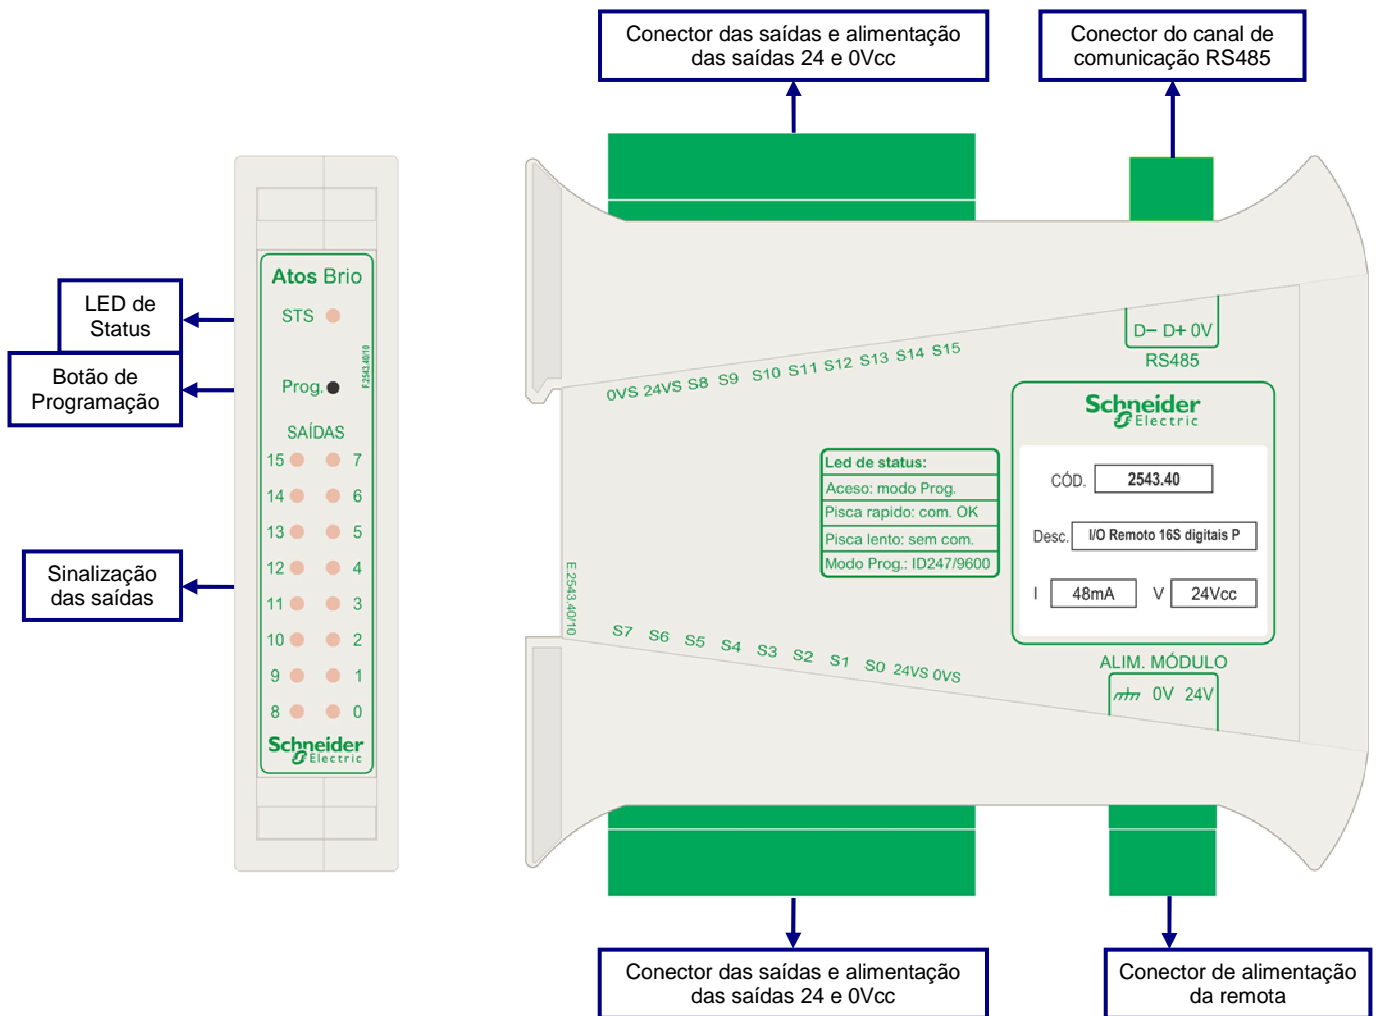 Conector das saídas e alimentação
das saídas 24 e 0Vcc
Conector do canal de
comunicação RS485
LED de
Status
Botão de
Programação
Sinalização
das saídas
Atos Brio
STS
Prog.
F.2543.40/10
SAÍDAS
15 7
14 6
13 5
12 4
11 3
10 2
9 1
8 0
Schneider
Electric
0VS 24VS S8 S9 S10 S11 S12 S13 S14 S15
D− D+ 0V
RS485
Schneider
Electric
CÓD. 2543.40
Desc. I/O Remoto 16S digitais P
I 48mA V 24Vcc
Led de status:
Aceso: modo Prog.
Pisca rapido: com. OK
Pisca lento: sem com.
Modo Prog.: ID247/9600
E.2543.40/10
S7 S6 S5 S4 S3 S2 S1 S0 24VS 0VS
ALIM. MÓDULO
0V 24V
Conector das saídas e alimentação
das saídas 24 e 0Vcc
Conector de alimentação
da remota